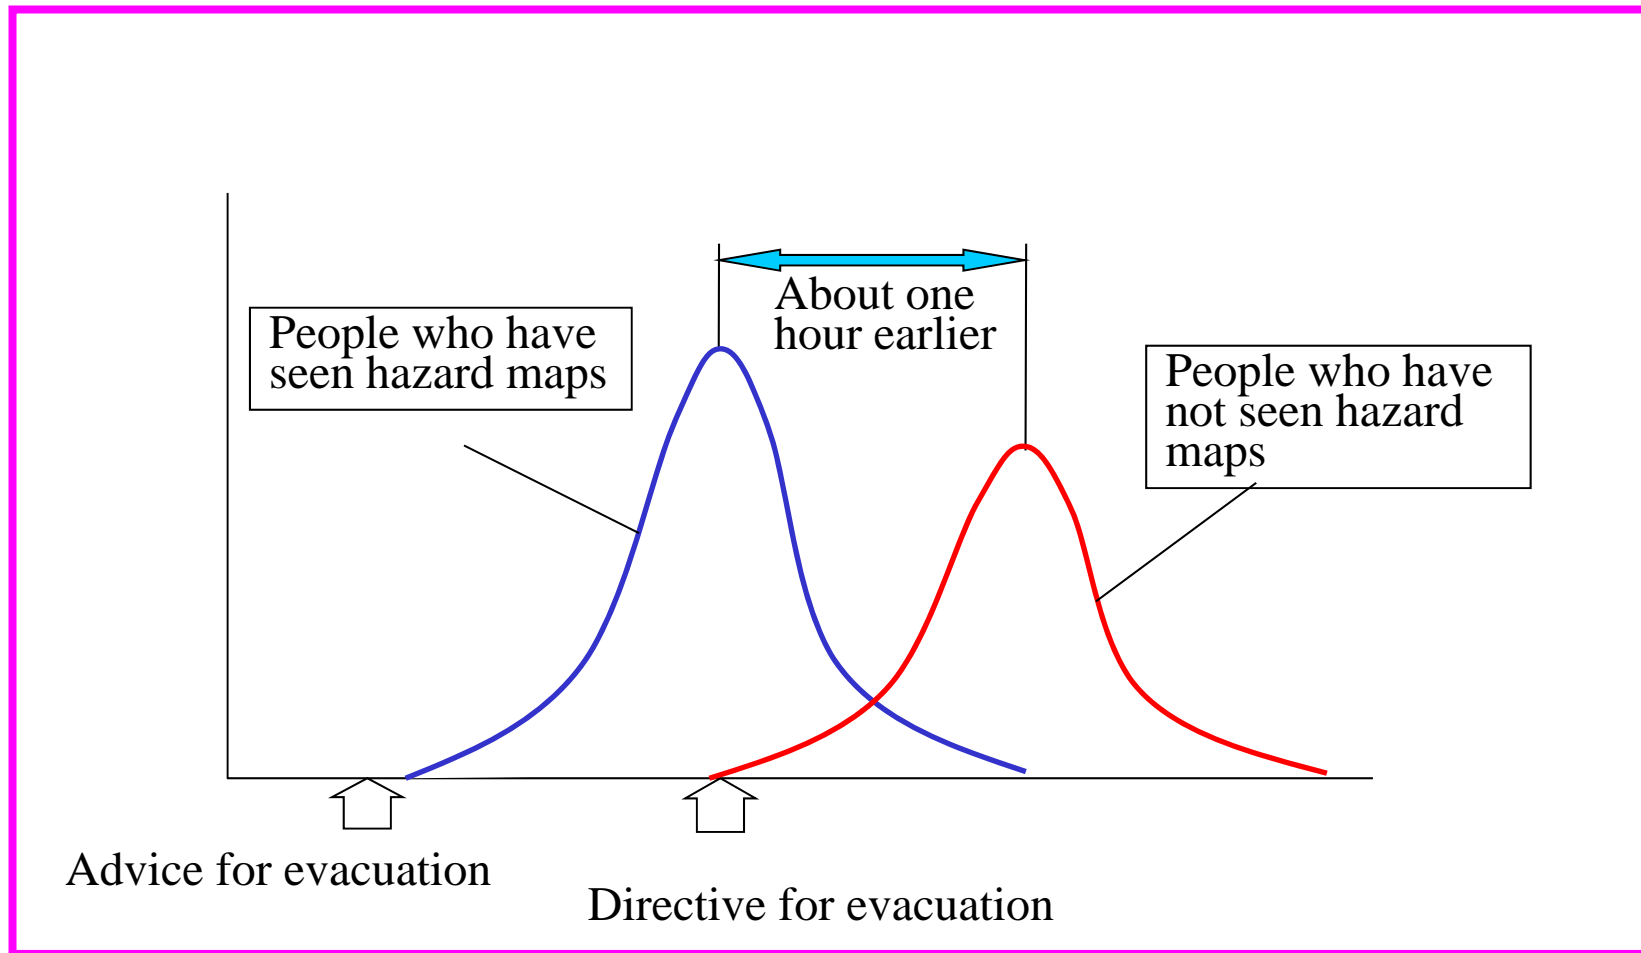 About one
hour earlier
People who have
seen hazard maps
People who have
not seen hazard
maps
Advice for evacuation
Directive for evacuation